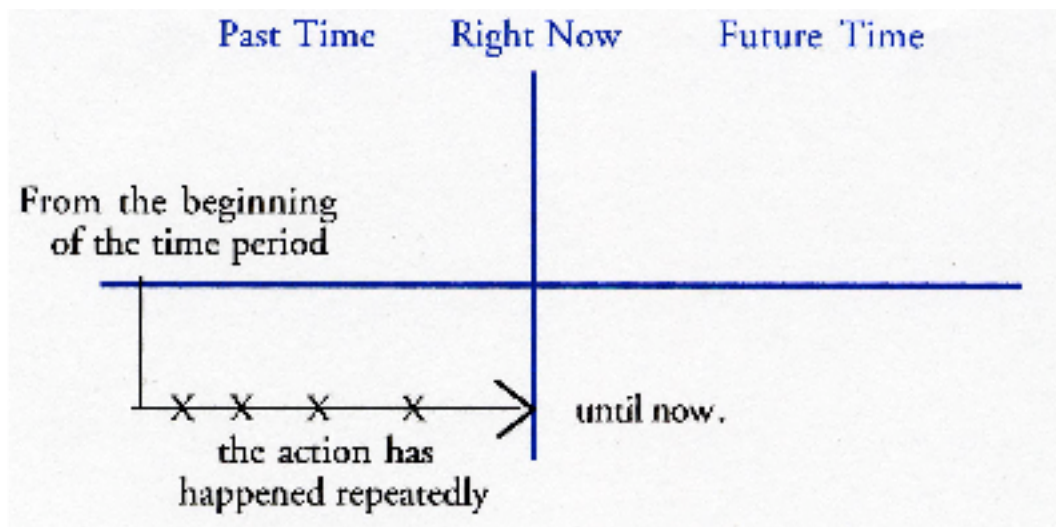 Past Time Right Now Future Time
From the beginning
of the time period
X X X X
until now.
the action has
happened repeatedly